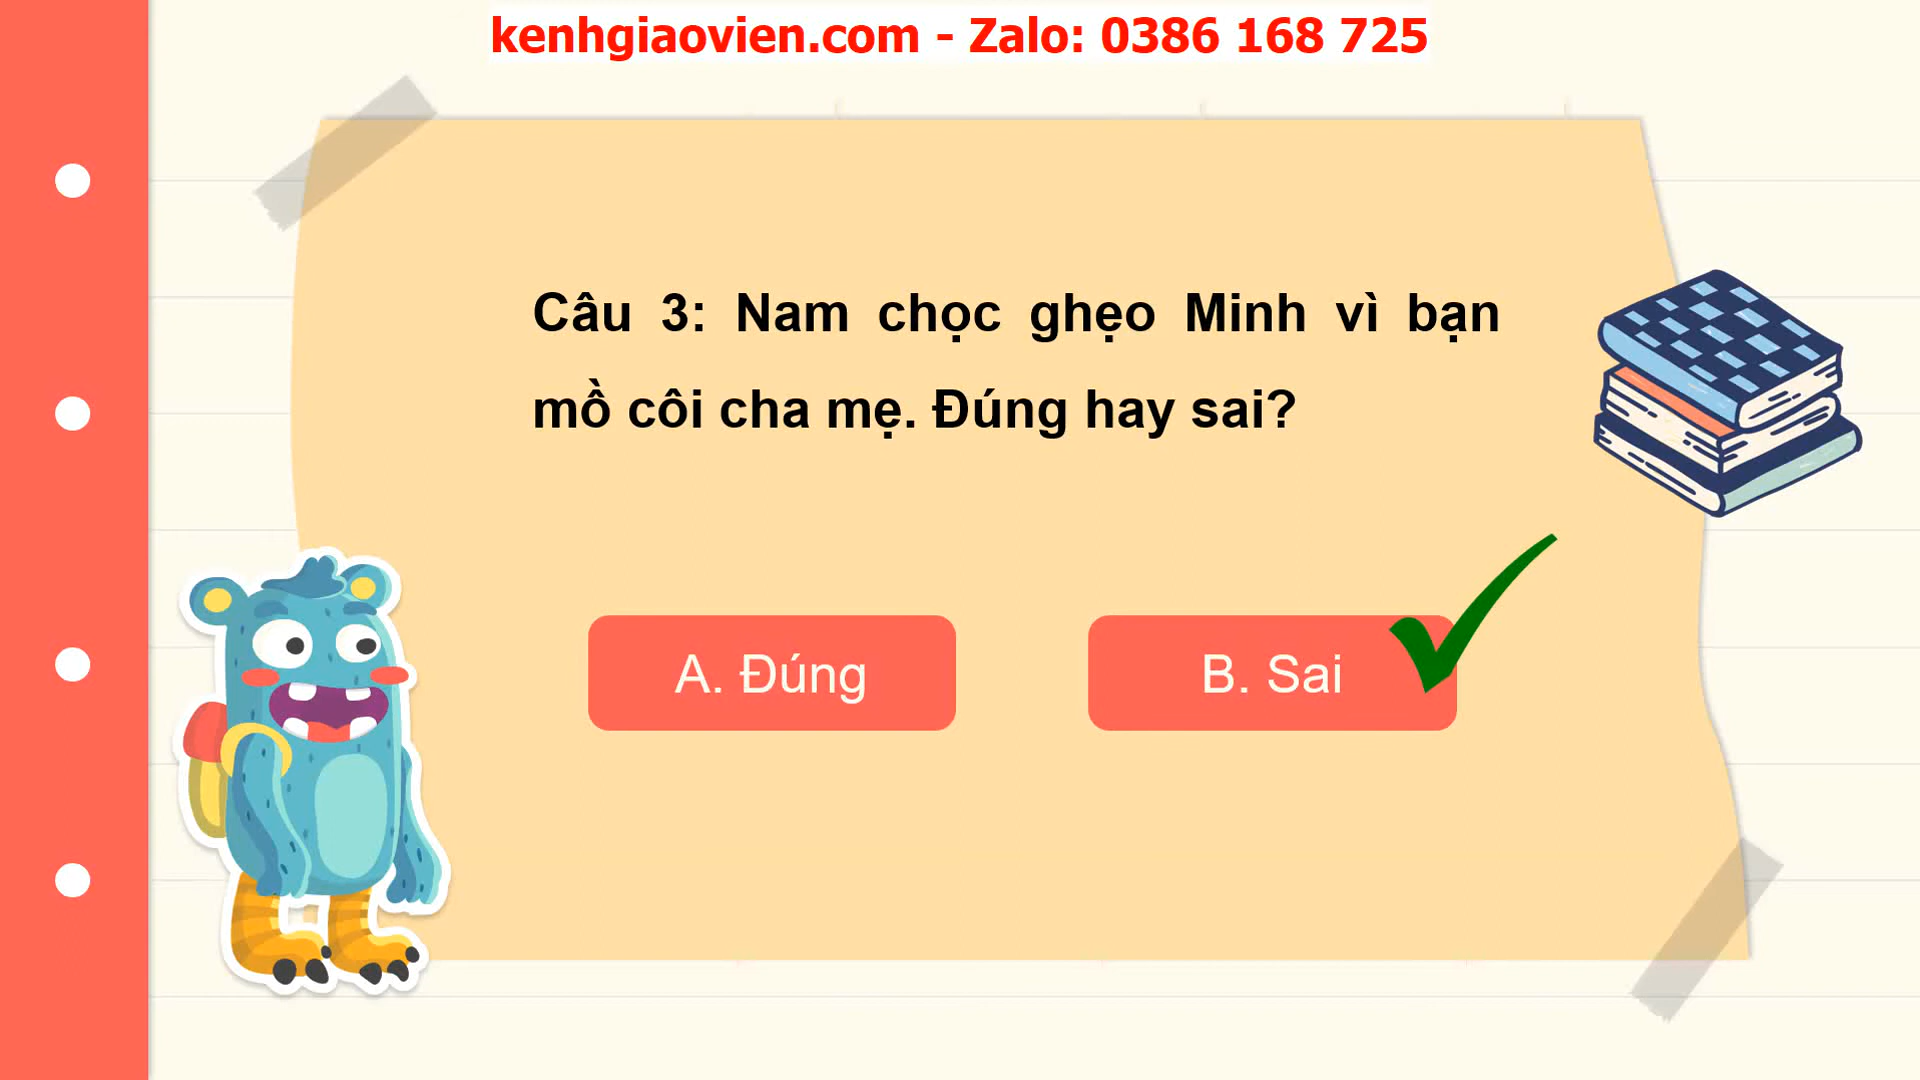 kenhgiaovien.com - Zalo: 0386 168 725
Câu 3: Nam chọc ghẹo Minh vì bạn
mồ côi cha mẹ. Đúng hay sai?
A. Đúng
B. Sai